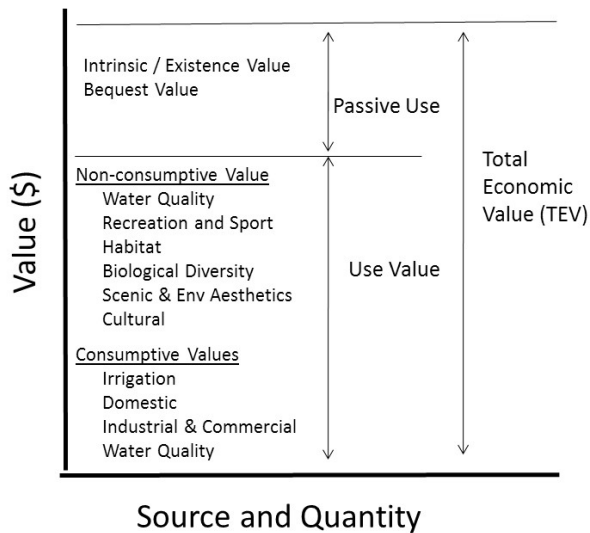 Value ($)
Intrinsic / Existence Value
Bequest Value
Passive Use
Non-consumptive Value
Water Quality
Recreation and Sport
Habitat
Biological Diversity
Scenic & Env Aesthetics
Cultural
Use Value
Consumptive Values
Irrigation
Domestic
Industrial & Commercial
Water Quality
Total
Economic
Value (TEV)
Source and Quantity